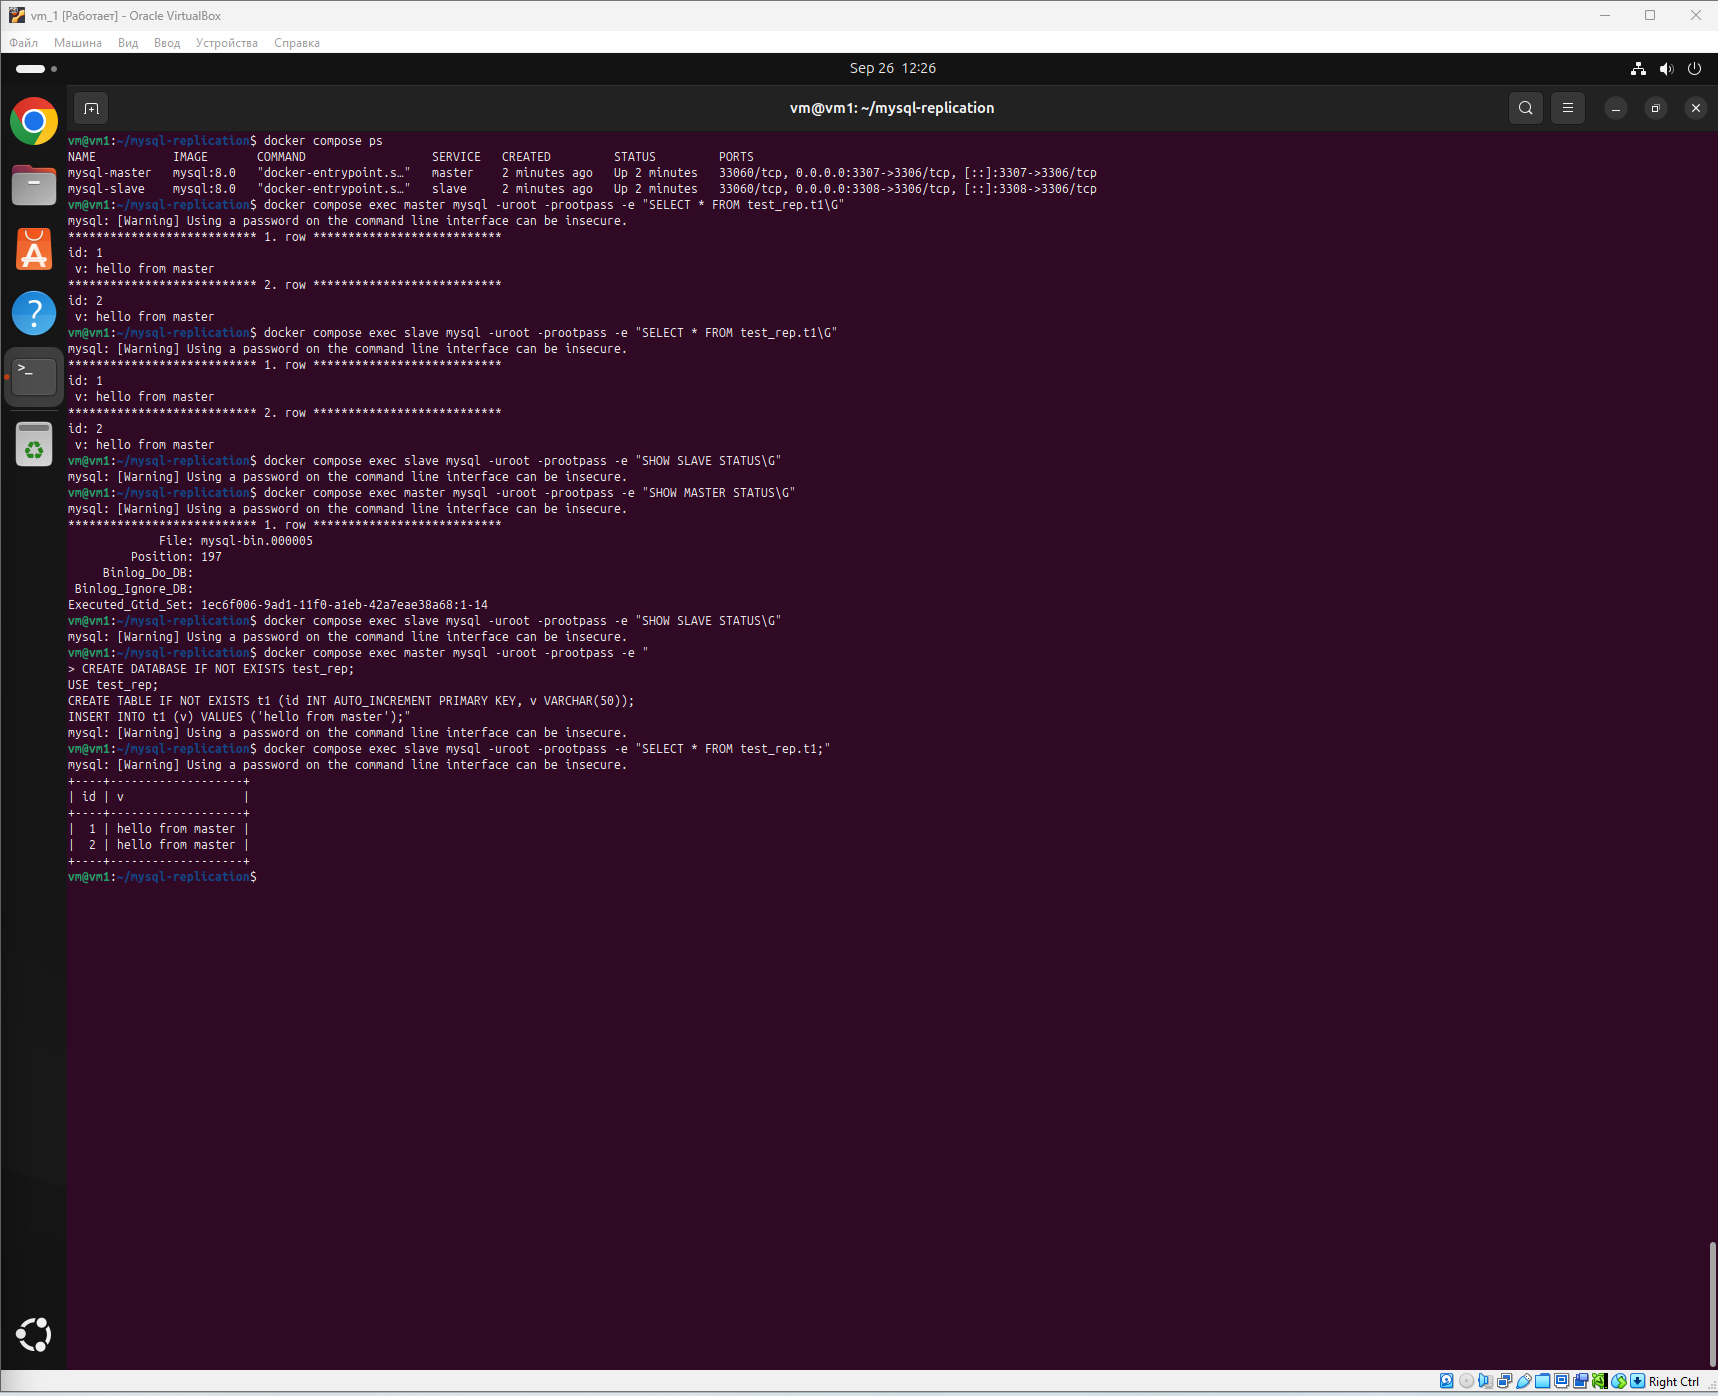 vm_1 [Работает] - Oracle VirtualBox
Файл Машина Вид Ввод Устройства Справка
Sep 26 12:26
vm@vm1: ~/mysql-replication
vm@vm1:~/mysql-replication$ docker compose ps
NAME IMAGE COMMAND SERVICE CREATED STATUS PORTS
mysql-master mysql:8.0 "docker-entrypoint.s…" master 2 minutes ago Up 2 minutes 33060/tcp, 0.0.0.0:3307->3306/tcp, [::]:3307->3306/tcp
mysql-slave mysql:8.0 "docker-entrypoint.s…" slave 2 minutes ago Up 2 minutes 33060/tcp, 0.0.0.0:3308->3306/tcp, [::]:3308->3306/tcp
vm@vm1:~/mysql-replication$ docker compose exec master mysql -uroot -prootpass -e "SELECT * FROM test_rep.t1\G"
mysql: [Warning] Using a password on the command line interface can be insecure.
*************************** 1. row ***************************
id: 1
v: hello from master
*************************** 2. row ***************************
id: 2
v: hello from master
vm@vm1:~/mysql-replication$ docker compose exec slave mysql -uroot -prootpass -e "SELECT * FROM test_rep.t1\G"
mysql: [Warning] Using a password on the command line interface can be insecure.
*************************** 1. row ***************************
id: 1
v: hello from master
*************************** 2. row ***************************
id: 2
v: hello from master
vm@vm1:~/mysql-replication$ docker compose exec slave mysql -uroot -prootpass -e "SHOW SLAVE STATUS\G"
mysql: [Warning] Using a password on the command line interface can be insecure.
vm@vm1:~/mysql-replication$ docker compose exec master mysql -uroot -prootpass -e "SHOW MASTER STATUS\G"
mysql: [Warning] Using a password on the command line interface can be insecure.
*************************** 1. row ***************************
File: mysql-bin.000005
Position: 197
Binlog_Do_DB:
Binlog_Ignore_DB:
Executed_Gtid_Set: 1ec6f006-9ad1-11f0-a1eb-42a7eae38a68:1-14
vm@vm1:~/mysql-replication$ docker compose exec slave mysql -uroot -prootpass -e "SHOW SLAVE STATUS\G"
mysql: [Warning] Using a password on the command line interface can be insecure.
vm@vm1:~/mysql-replication$ docker compose exec master mysql -uroot -prootpass -e "
> CREATE DATABASE IF NOT EXISTS test_rep;
USE test_rep;
CREATE TABLE IF NOT EXISTS t1 (id INT AUTO_INCREMENT PRIMARY KEY, v VARCHAR(50));
INSERT INTO t1 (v) VALUES ('hello from master');"
mysql: [Warning] Using a password on the command line interface can be insecure.
vm@vm1:~/mysql-replication$ docker compose exec slave mysql -uroot -prootpass -e "SELECT * FROM test_rep.t1;"
mysql: [Warning] Using a password on the command line interface can be insecure.
+----+-------------------+
| id | v |
+----+-------------------+
| 1 | hello from master |
| 2 | hello from master |
+----+-------------------+
vm@vm1:~/mysql-replication$
Right Ctrl